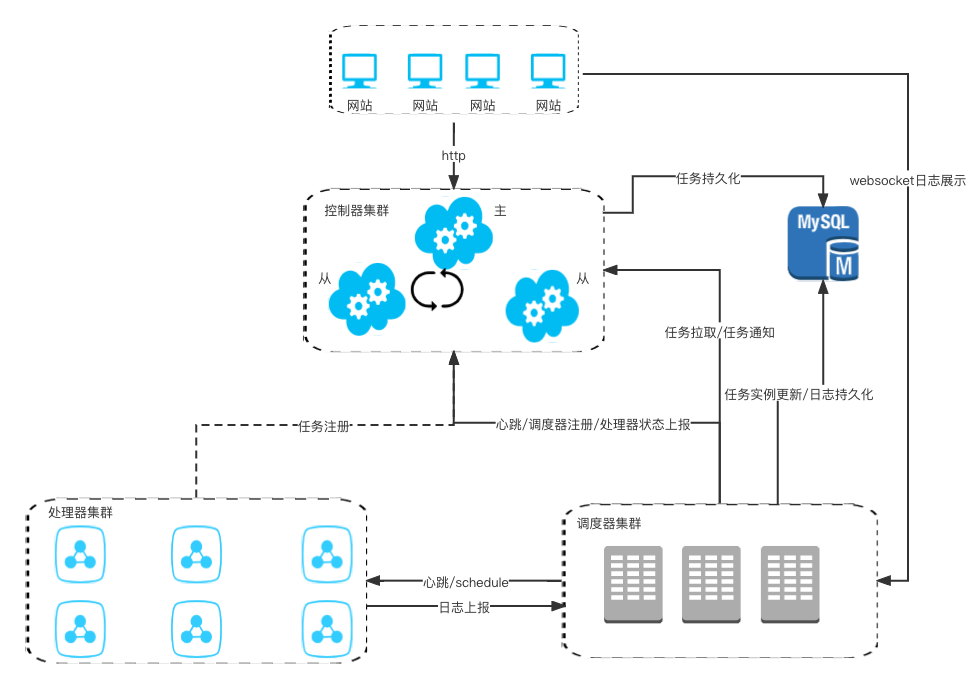 网站
网站
网站
网站
http
websocket日志展示
控制器集群
主
任务持久化
MySQL
M
从
从
任务拉取/任务通知
任务实例更新/日志持久化
任务注册
心跳/调度器注册/处理器状态上报
处理器集群
调度器集群
心跳/schedule
日志上报